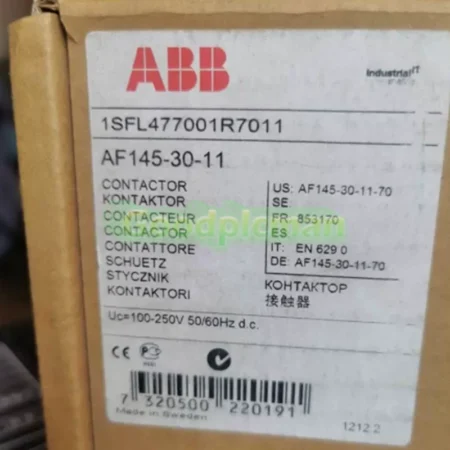 ABB
Industrial IT
1SFL477001R7011
AF145-30-11
CONTACTOR
KONTAKTOR
CONTACTEUR
CONTACTOR
CONTATTORE
SCHUETZ
STYCZNIK
KONTAKTORI
US: AF145-30-11-70
SE:
FR: 853170
ES:
IT: EN 629 0
DE: AF145-30-11-70
КОНТАКТОР
接触器
Uc=100-250V 50/60Hz d.c.
CE
7 320500 220191
Made in Sweden
1212 2